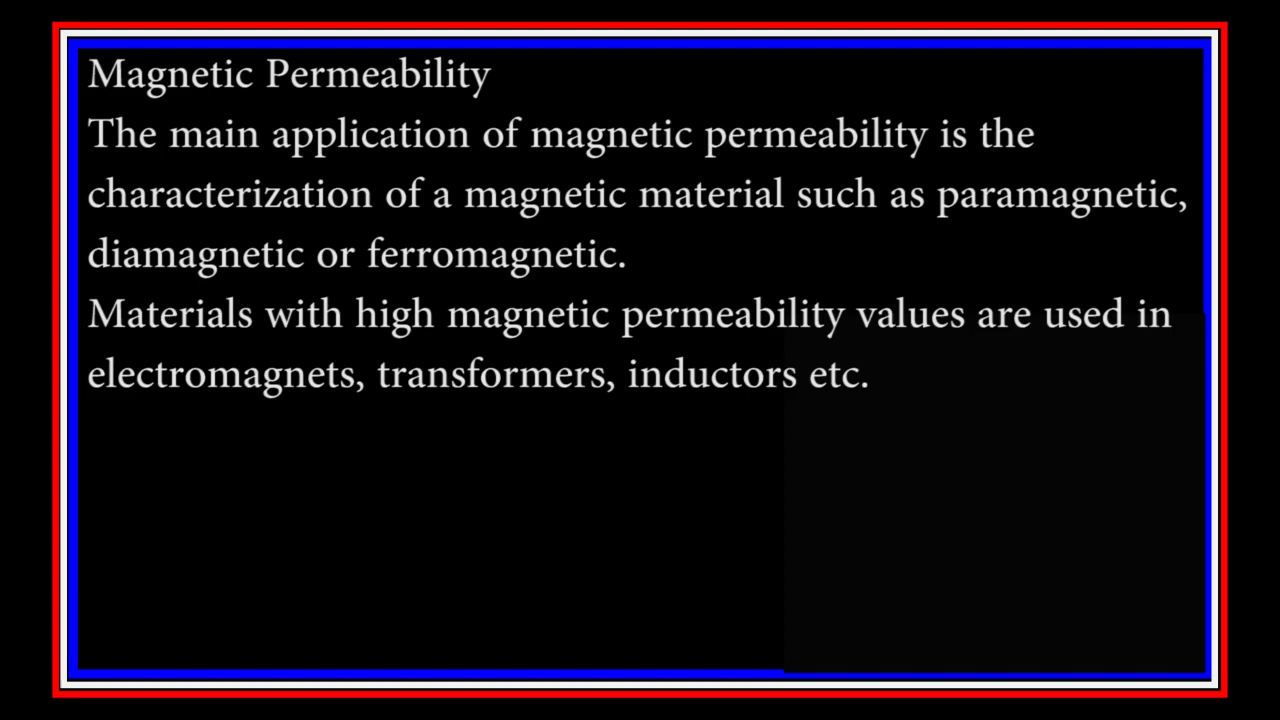 Magnetic Permeability
The main application of magnetic permeability is the
characterization of a magnetic material such as paramagnetic,
diamagnetic or ferromagnetic.
Materials with high magnetic permeability values are used in
electromagnets, transformers, inductors etc.